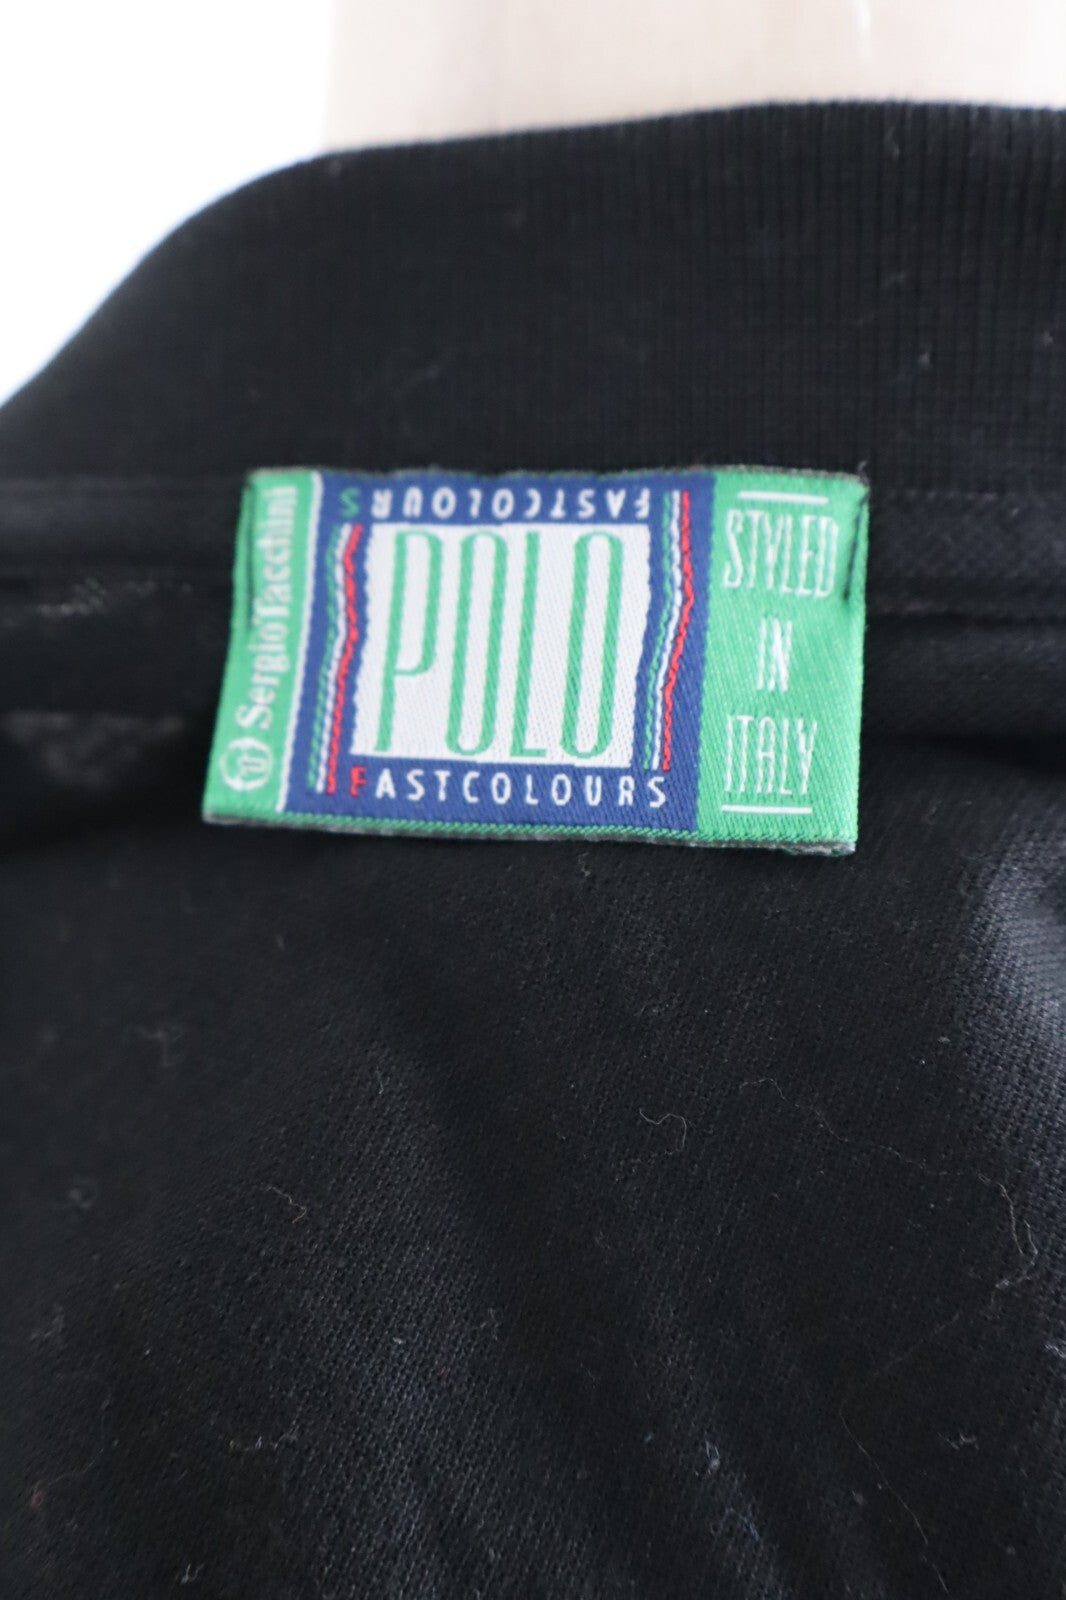 FASTCOLOURS
SergioTacchini
POLO
FASTCOLOURS
STYLED
IN
ITALY